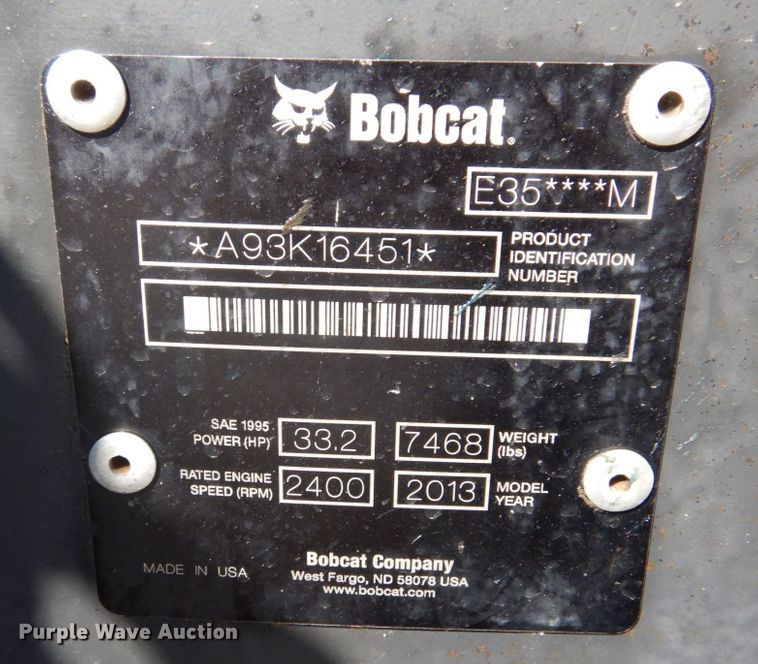 Bobcat.
E35****M
*A93K16451*
PRODUCT
IDENTIFICATION
NUMBER
SAE 1995
POWER (HP)
33.2
7468
WEIGHT
(lbs)
RATED ENGINE
SPEED (RPM)
2400
2013
MODEL
YEAR
MADE IN USA
Bobcat Company
West Fargo, ND 58078 USA
www.bobcat.com
Purple Wave Auction